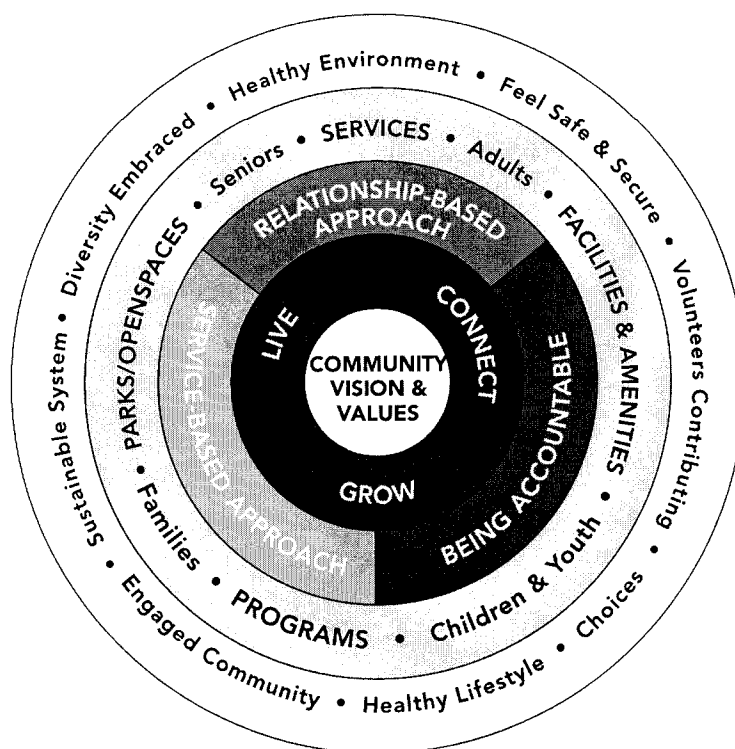 Healthy Environment • Feel Safe & Secure • Volunteers Contributing • Choices • Healthy Lifestyle • Engaged Community • Sustainable System • Diversity Embraced •
SERVICES • Adults • FACILITIES & AMENITIES • Children & Youth • PROGRAMS • Families • PARKS/OPENSPACES • Seniors •
RELATIONSHIP-BASED
APPROACH
BEING ACCOUNTABLE
SERVICE-BASED APPROACH
LIVE
CONNECT
GROW
COMMUNITY
VISION &
VALUES